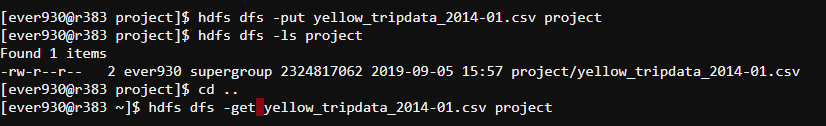 [ever930@r383 project]$ hdfs dfs -put yellow_tripdata_2014-01.csv project
[ever930@r383 project]$ hdfs dfs -ls project
Found 1 items
-rw-r--r--   2 ever930 supergroup 2324817062 2019-09-05 15:57 project/yellow_tripdata_2014-01.csv
[ever930@r383 project]$ cd ..
[ever930@r383 ~]$ hdfs dfs -get yellow_tripdata_2014-01.csv project